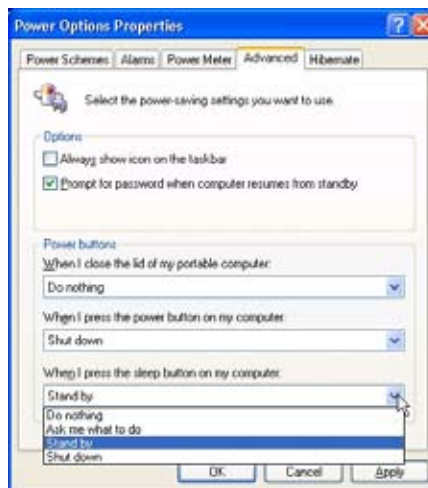 Power Options Properties
Power Schemes Alarms Power Meter Advanced Hibernate
Select the power-saving settings you want to use.
Options
Always show icon on the taskbar
Prompt for password when computer resumes from standby
Power buttons
When I close the lid of my portable computer:
Do nothing
When I press the power button on my computer:
Shut down
When I press the sleep button on my computer:
Stand by
Do nothing
Ask me what to do
Stand by
Shut down
OK Cancel Apply